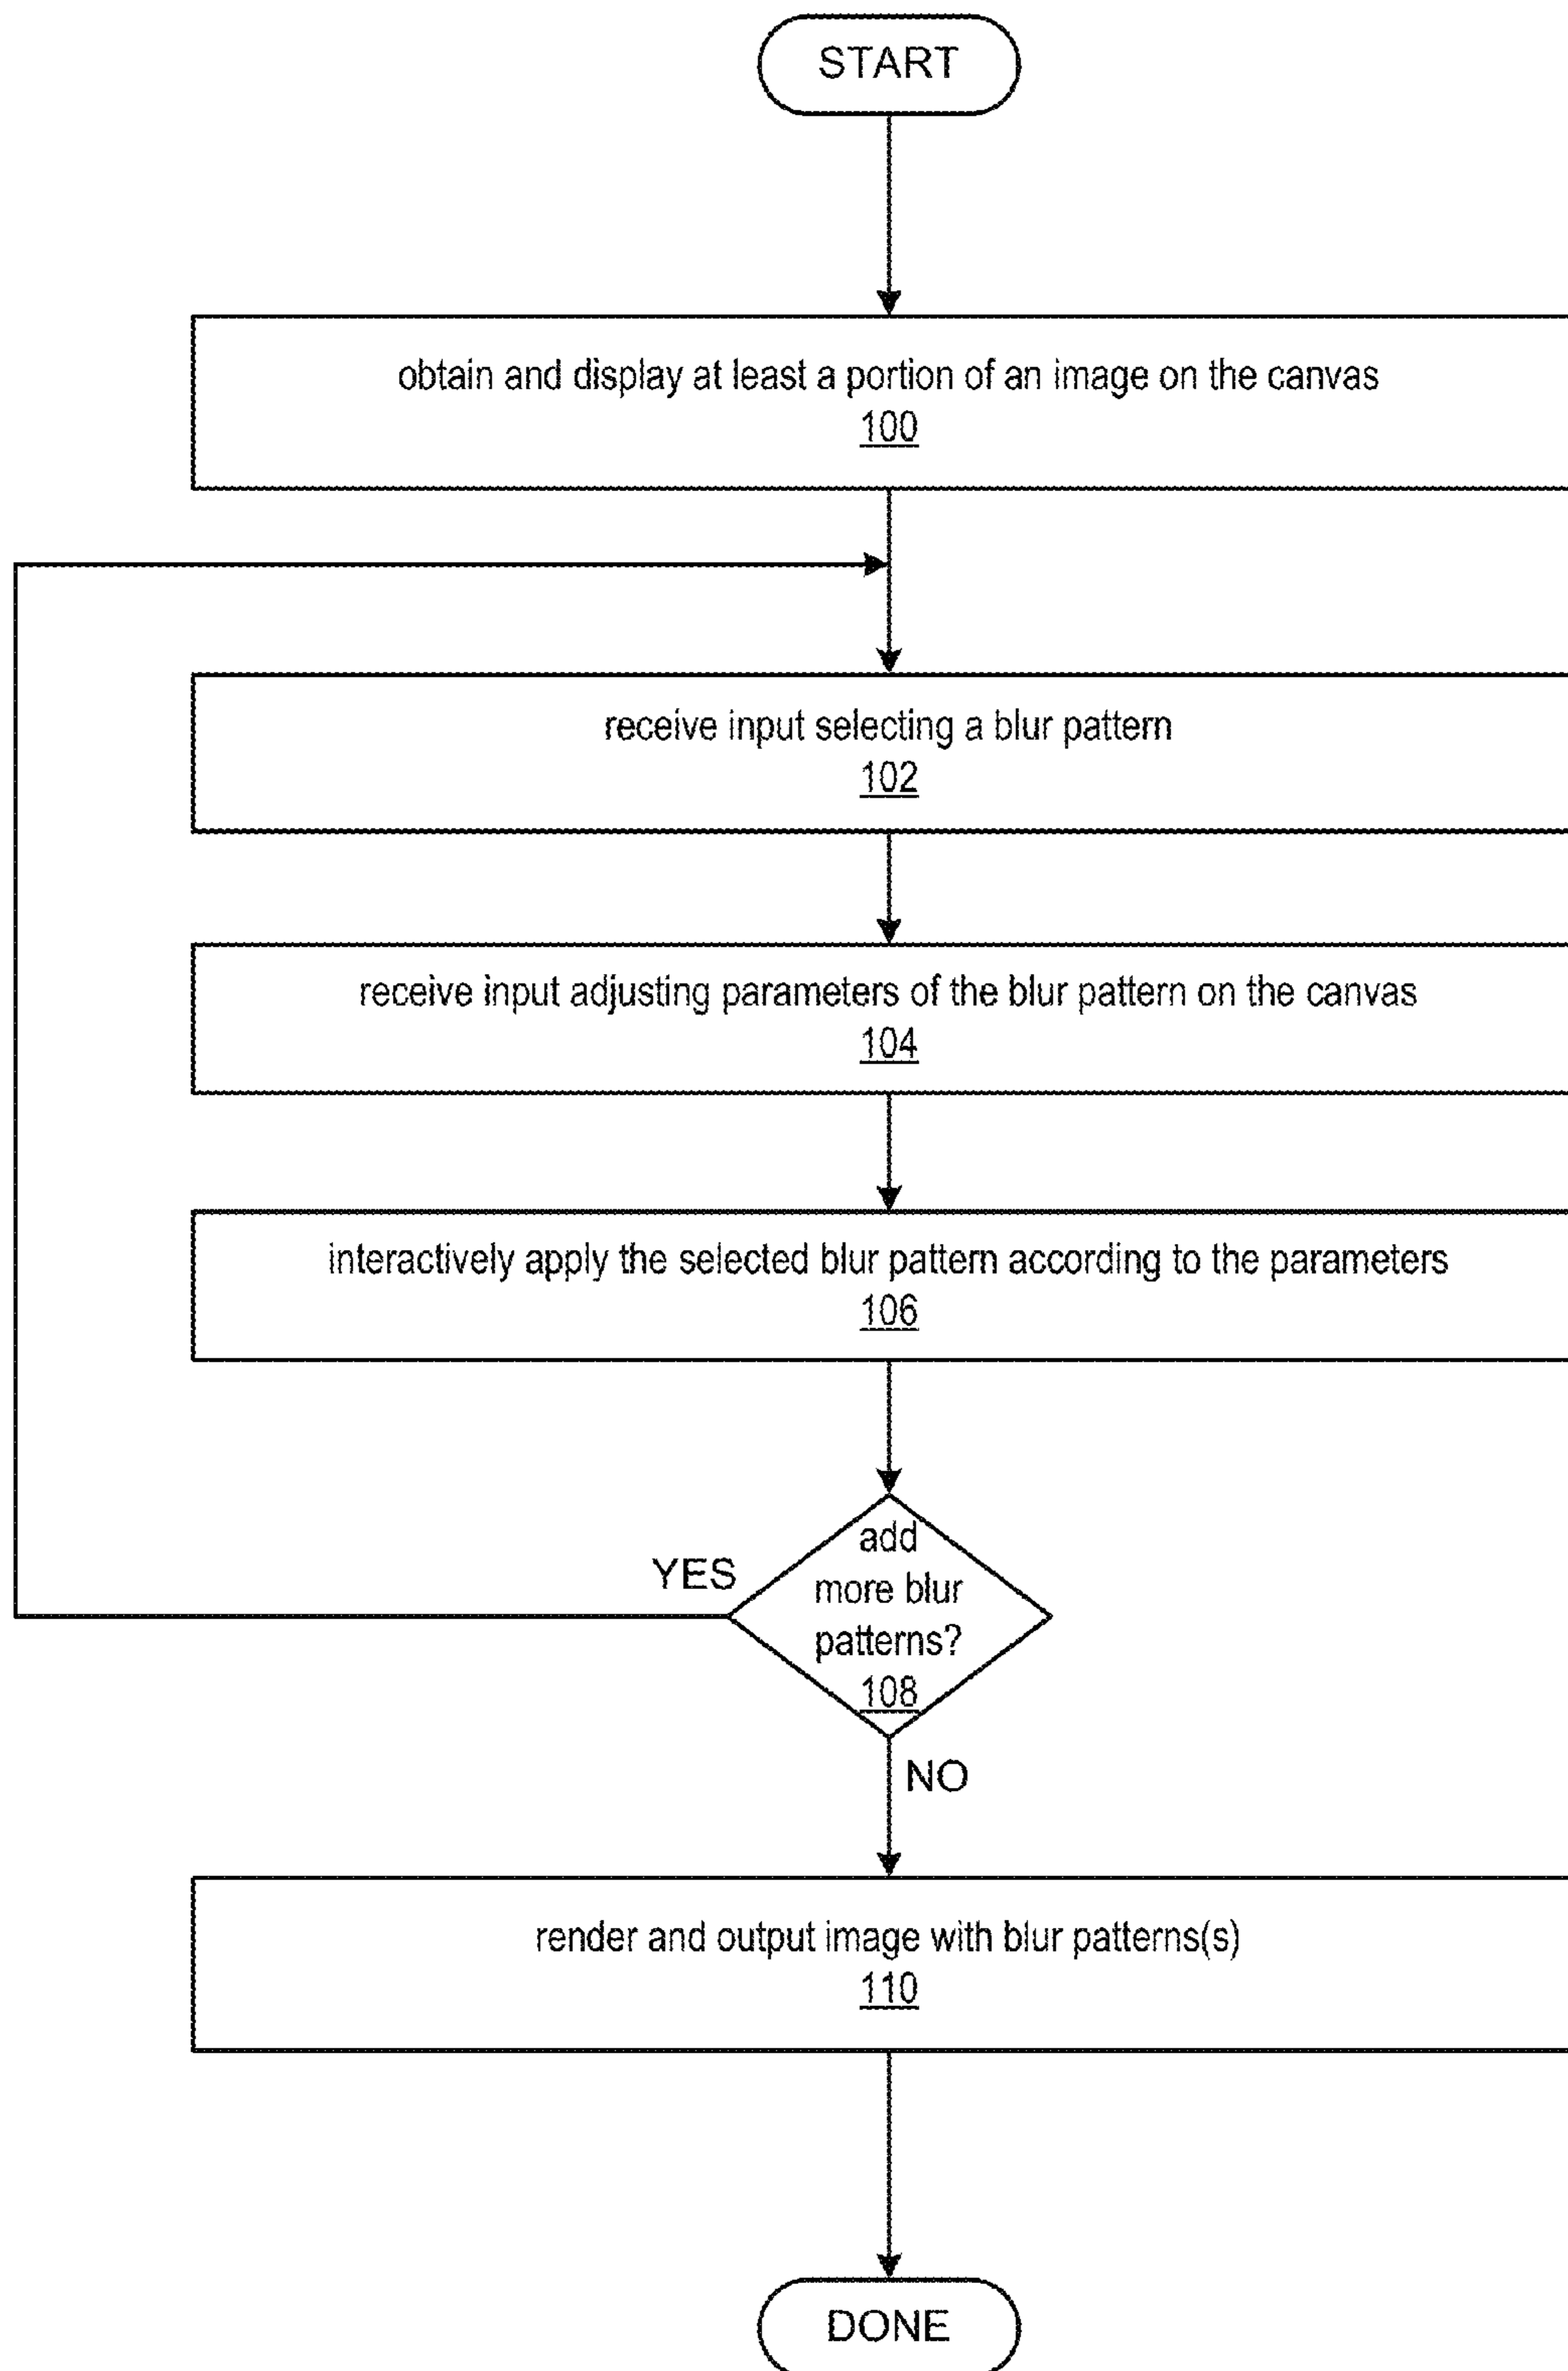 START
obtain and display at least a portion of an image on the canvas
100
receive input selecting a blur pattern
102
receive input adjusting parameters of the blur pattern on the canvas
104
interactively apply the selected blur pattern according to the parameters
106
add
more blur
patterns?
108
YES
NO
render and output image with blur patterns(s)
110
DONE